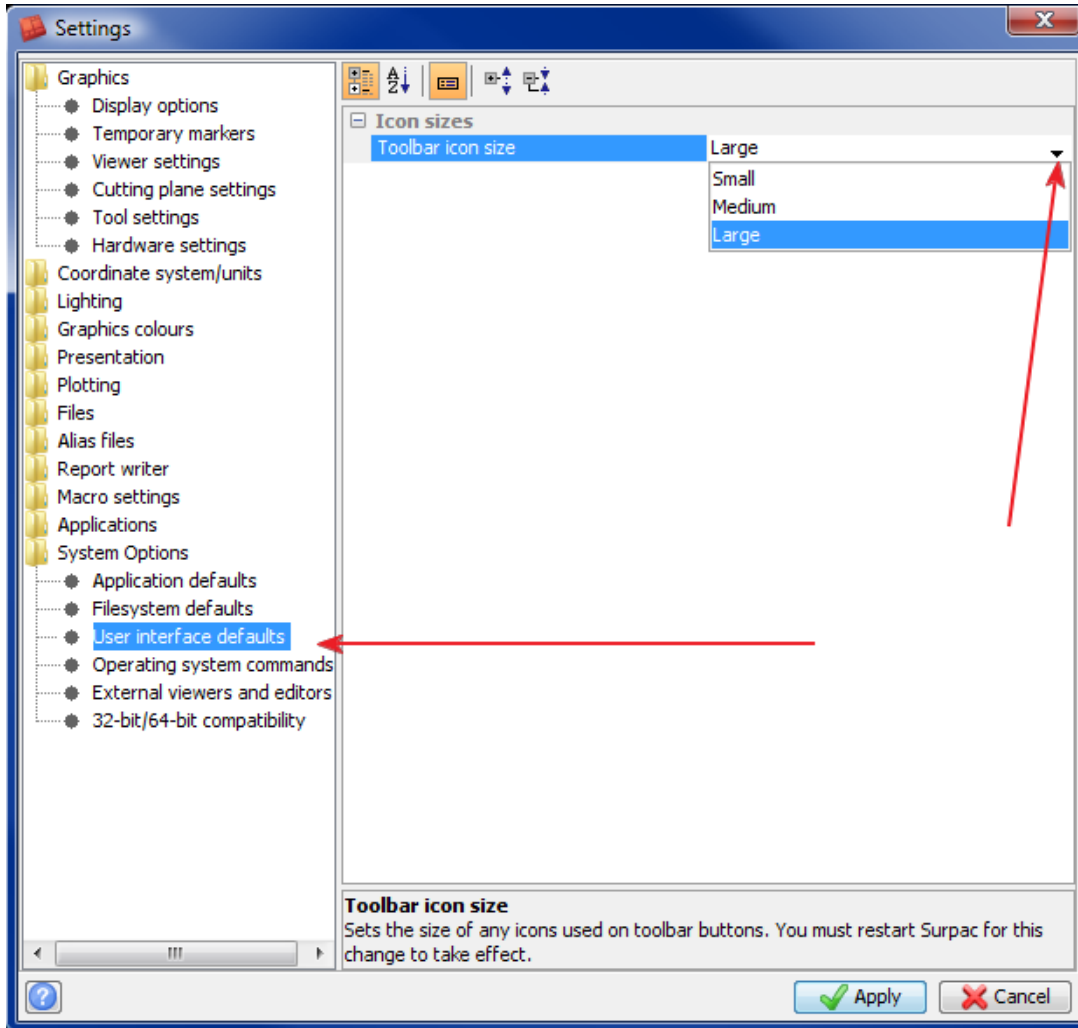 Settings
Graphics
Display options
Temporary markers
Viewer settings
Cutting plane settings
Tool settings
Hardware settings
Coordinate system/units
Lighting
Graphics colours
Presentation
Plotting
Files
Alias files
Report writer
Macro settings
Applications
System Options
Application defaults
Filesystem defaults
User interface defaults
Operating system commands
External viewers and editors
32-bit/64-bit compatibility
Icon sizes
Toolbar icon size Large
Small
Medium
Large
Toolbar icon size
Sets the size of any icons used on toolbar buttons. You must restart Surpac for this
change to take effect.
Apply Cancel